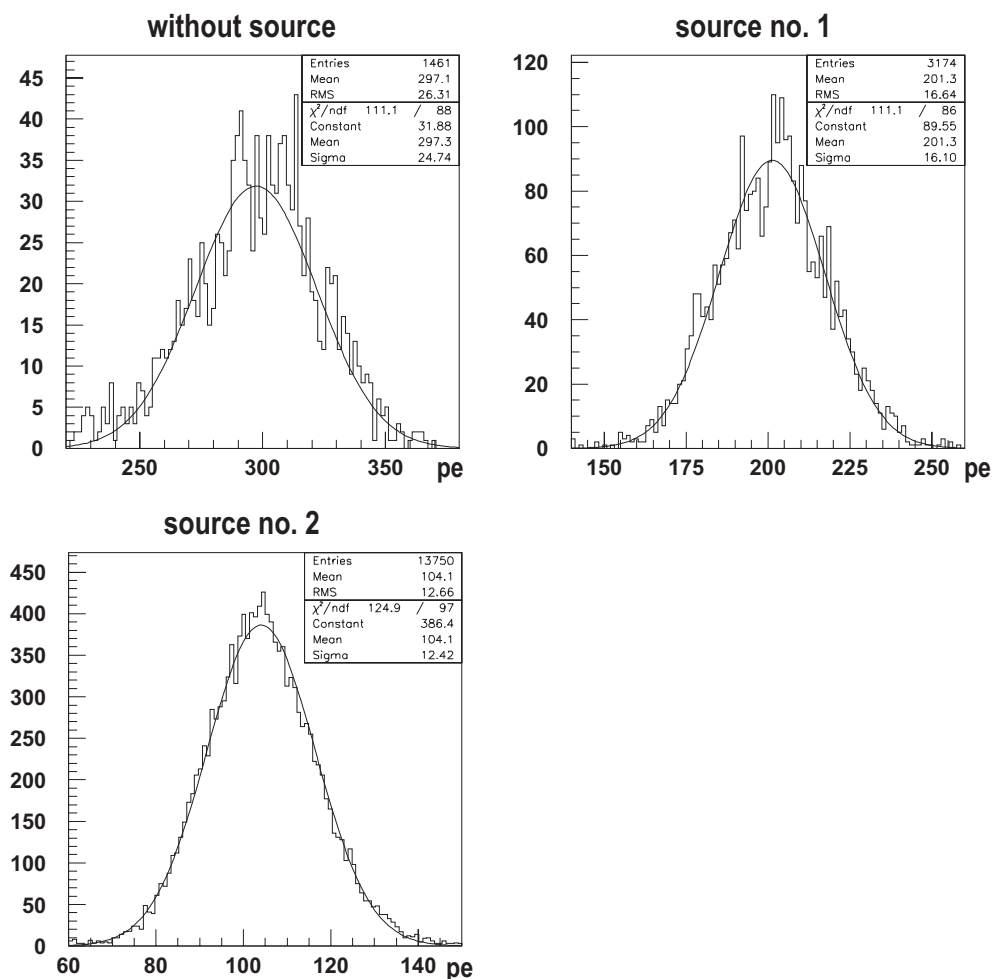 without source
Entries 1461
Mean 297.1
RMS 26.31
χ²/ndf 111.1 / 88
Constant 31.88
Mean 297.3
Sigma 24.74
45
40
35
30
25
20
15
10
5
0
250 300 350 pe
source no. 1
Entries 3174
Mean 201.3
RMS 16.64
χ²/ndf 111.1 / 86
Constant 89.55
Mean 201.3
Sigma 16.10
120
100
80
60
40
20
0
150 175 200 225 250 pe
source no. 2
Entries 13750
Mean 104.1
RMS 12.66
χ²/ndf 124.9 / 97
Constant 386.4
Mean 104.1
Sigma 12.42
450
400
350
300
250
200
150
100
50
0
60 80 100 120 140 pe